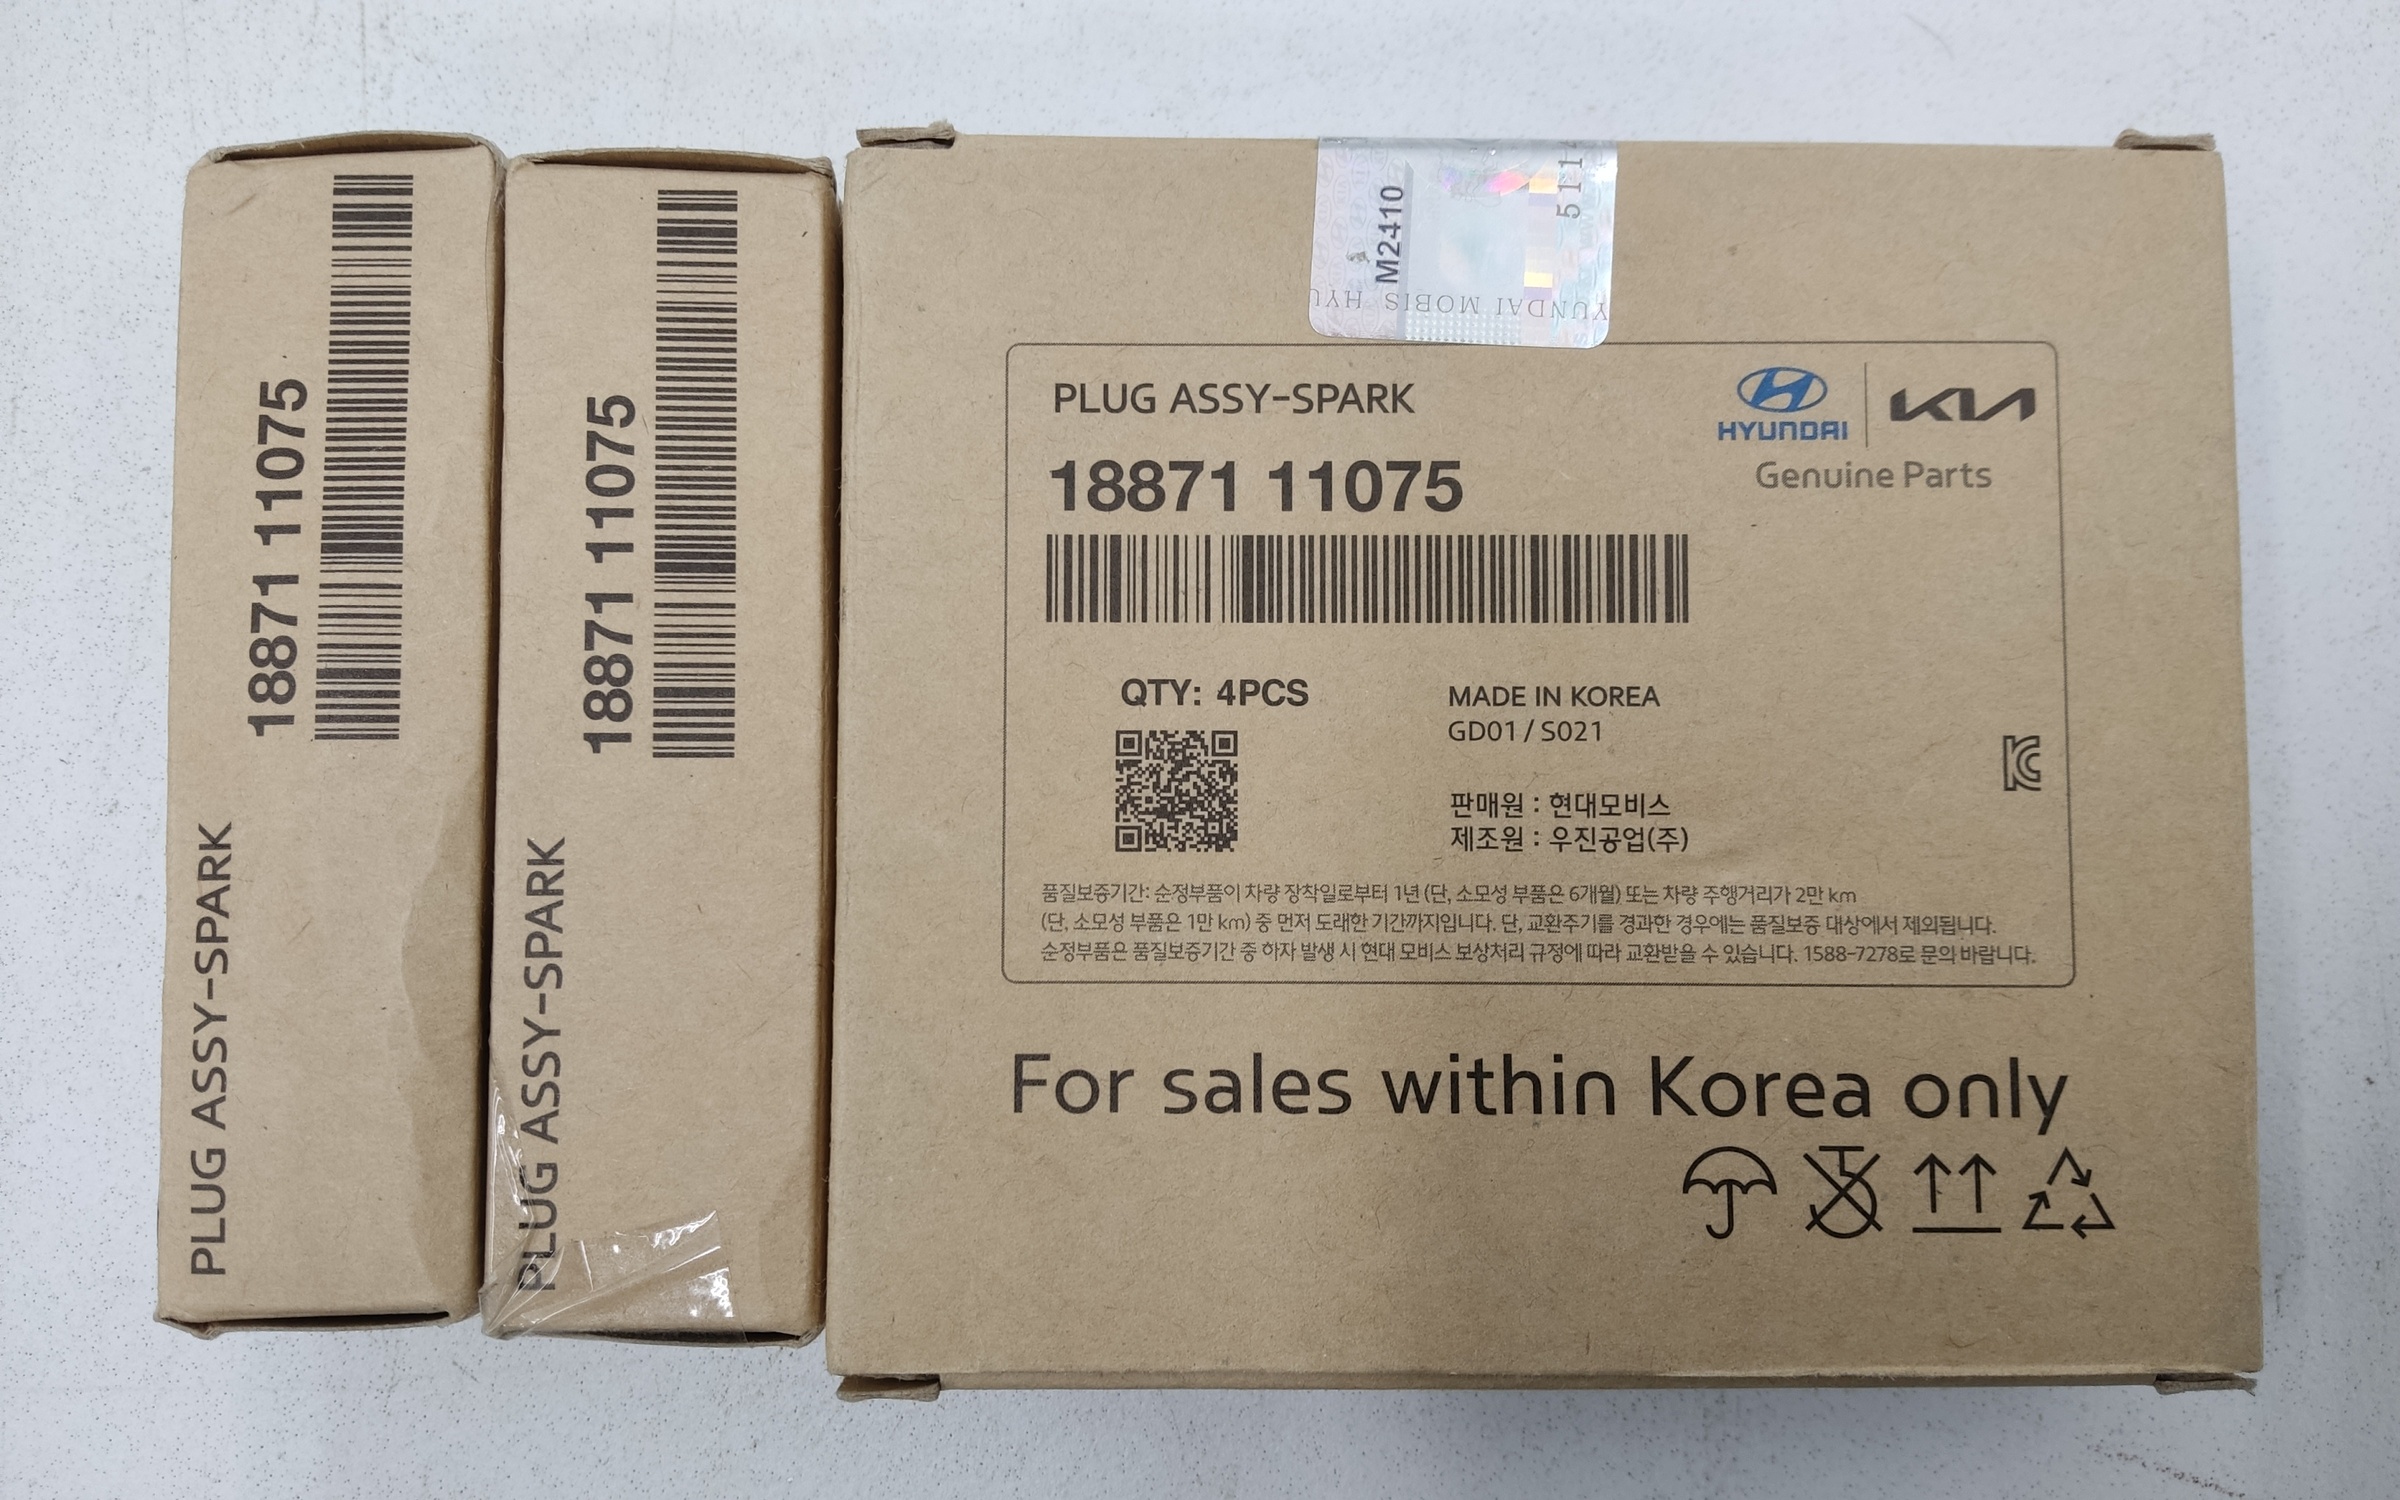 PLUG ASSY-SPARK
18871 11075
PLUG ASSY-SPARK
18871 11075
M2410
5114
YUNDAI MOBIS HYU
PLUG ASSY-SPARK
HYUNDAI
KIA
Genuine Parts
18871 11075
QTY: 4PCS
MADE IN KOREA
GD01 / S021
판매원 : 현대모비스
제조원 : 우진공업(주)
품질보증기간: 순정부품이 차량 장착일로부터 1년 (단, 소모성 부품은 6개월) 또는 차량 주행거리가 2만 km
(단, 소모성 부품은 1만 km) 중 먼저 도래한 기간까지입니다. 단, 교환주기를 경과한 경우에는 품질보증 대상에서 제외됩니다.
순정부품은 품질보증기간 중 하자 발생 시 현대 모비스 보상처리 규정에 따라 교환받을 수 있습니다. 1588-7278로 문의 바랍니다.
For sales within Korea only